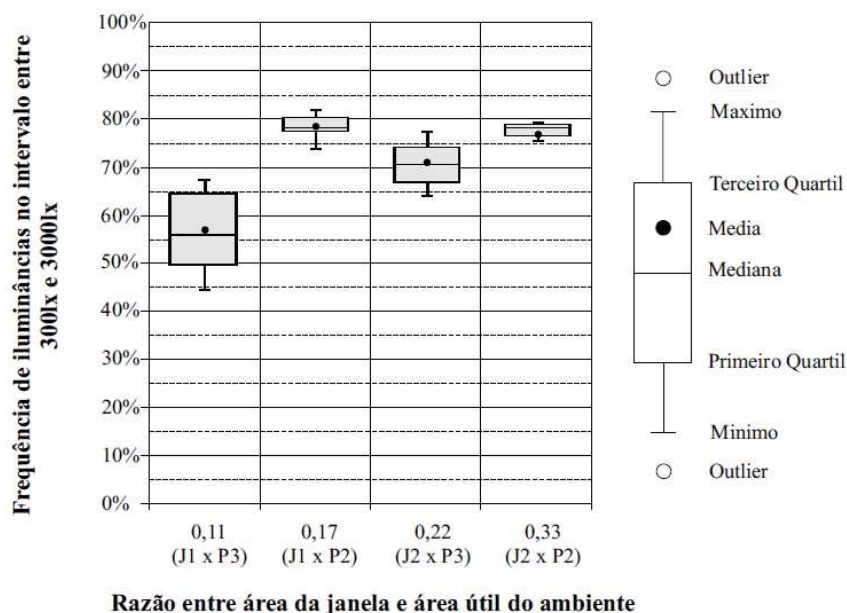 Frequência de iluminâncias no intervalo entre
300lx e 3000lx
100%
90%
80%
70%
60%
50%
40%
30%
20%
10%
0%
0,11
(J1 x P3)
0,17
(J1 x P2)
0,22
(J2 x P3)
0,33
(J2 x P2)
Razão entre área da janela e área útil do ambiente
Outlier
Maximo
Terceiro Quartil
Media
Mediana
Primeiro Quartil
Minimo
Outlier